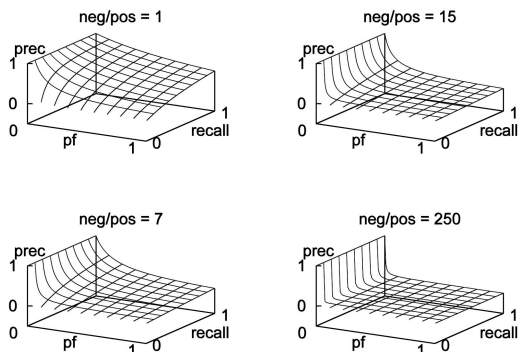 neg/pos = 1
prec
1
0
0
pf
1
0
recall
1
neg/pos = 15
prec
1
0
0
pf
1
0
recall
1
neg/pos = 7
prec
1
0
0
pf
1
0
recall
1
neg/pos = 250
prec
1
0
0
pf
1
0
recall
1